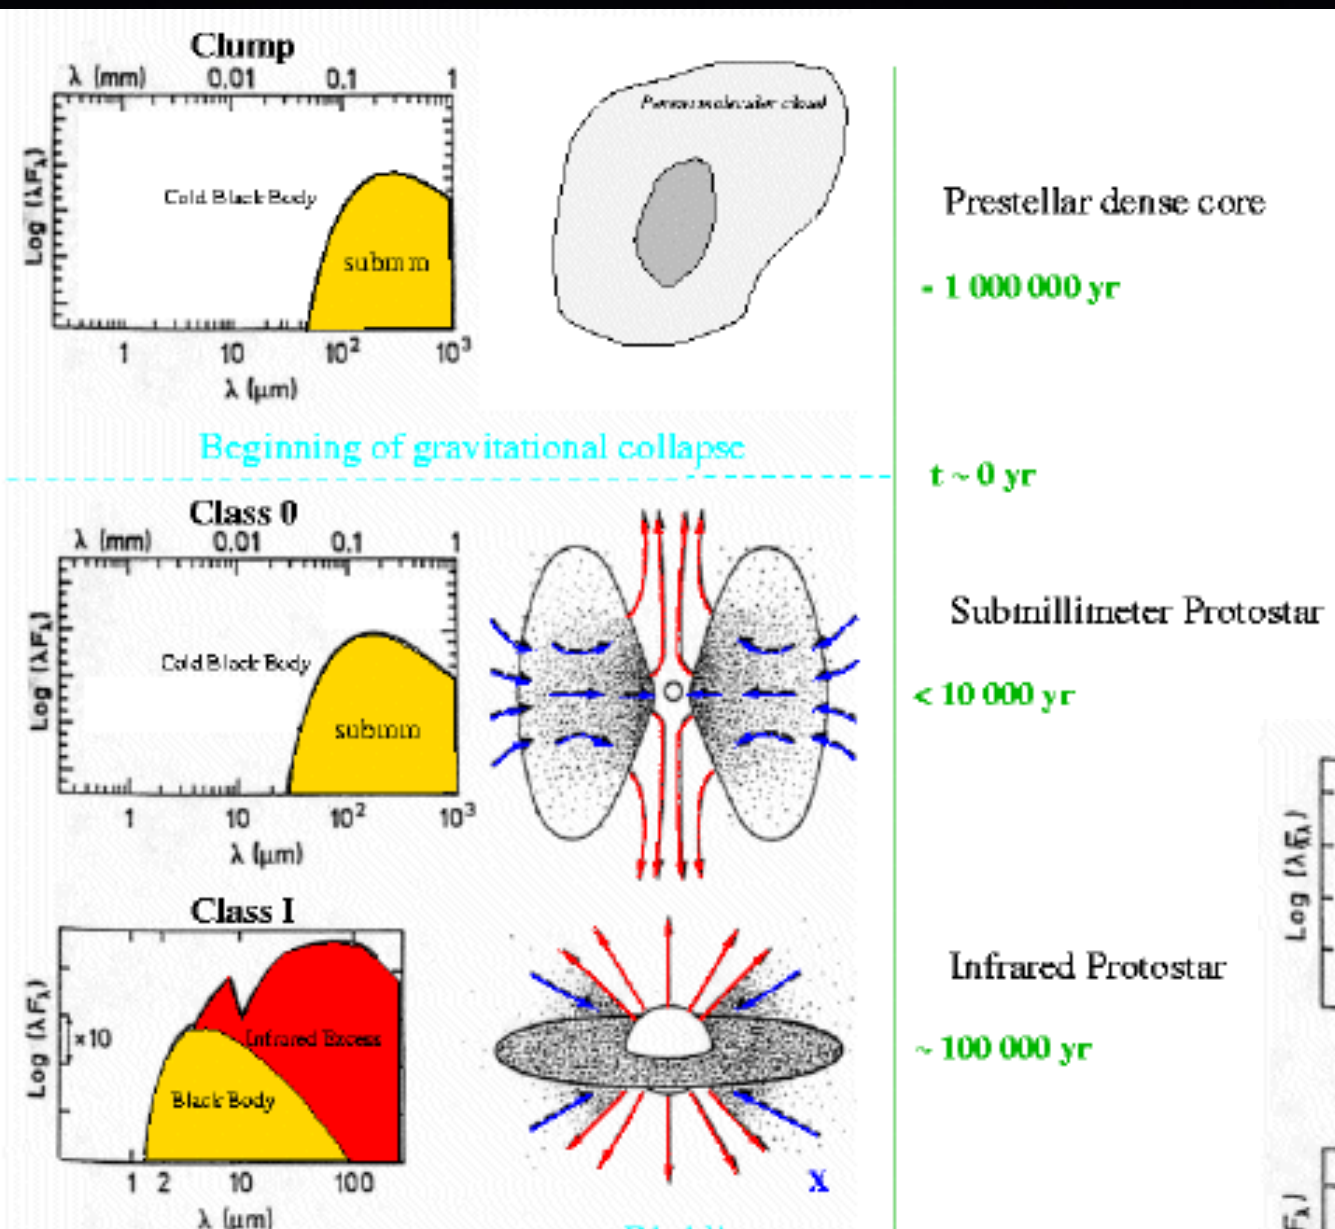 Clump
λ (mm) 0.01 0.1 1
Log (λFλ)
Cold Black Body
submm
1 10 10² 10³
λ (μm)
molecular cloud
Prestellar dense core
- 1 000 000 yr
Beginning of gravitational collapse
t ~ 0 yr
Class 0
λ (mm) 0.01 0.1 1
Log (λFλ)
Cold Black Body
submm
1 10 10² 10³
λ (μm)
Submillimeter Protostar
< 10 000 yr
Class I
Log (λFλ)
×10
Infrared Excess
Black Body
1 2 10 100
λ (μm)
X
Infrared Protostar
~ 100 000 yr
Log (λFλ)
Fλ)